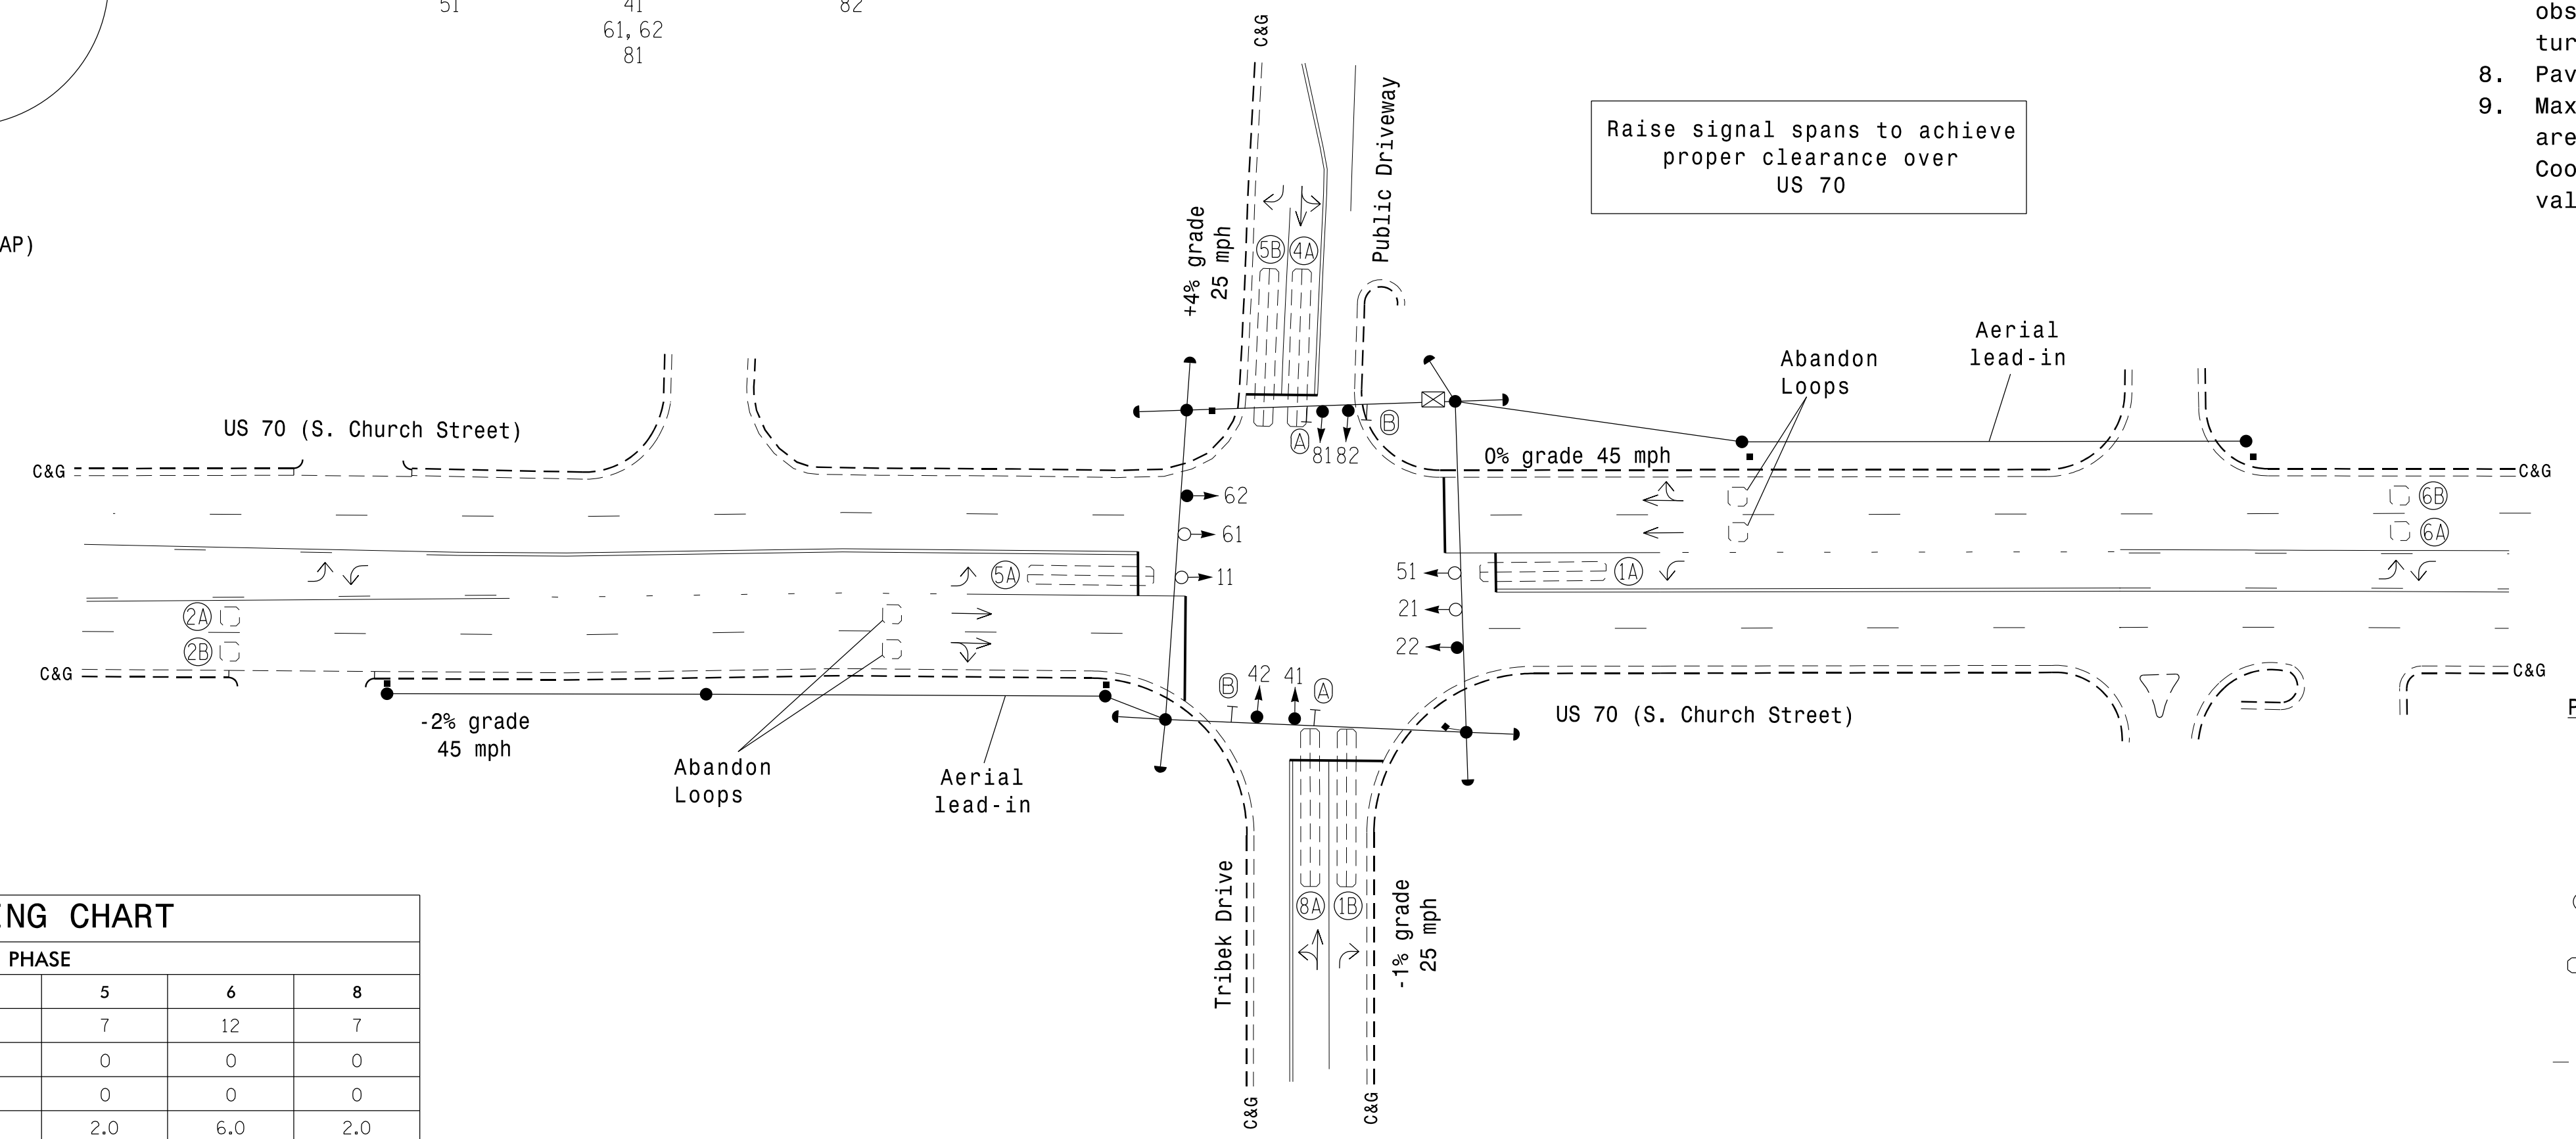 51 41 82
61, 62
81
C&G
obs
tur
8. Pav
9. Max
are
Coo
val
Raise signal spans to achieve
proper clearance over
US 70
Public Driveway
+4% grade
25 mph
AP)
5B 4A
Aerial
lead-in
Abandon
Loops
US 70 (S. Church Street)
A
B
81 82
0% grade 45 mph
C&G
C&G
62
6B
61
6A
11
5A
51
1A
2A
21
2B
22
C&G
C&G
B 42 41 A
-2% grade
45 mph
US 70 (S. Church Street)
Abandon
Loops
Aerial
lead-in
Tribek Drive
8A 1B
-1% grade
25 mph
C&G
C&G
ING CHART
PHASE
5 6 8
7 12 7
0 0 0
0 0 0
2.0 6.0 2.0